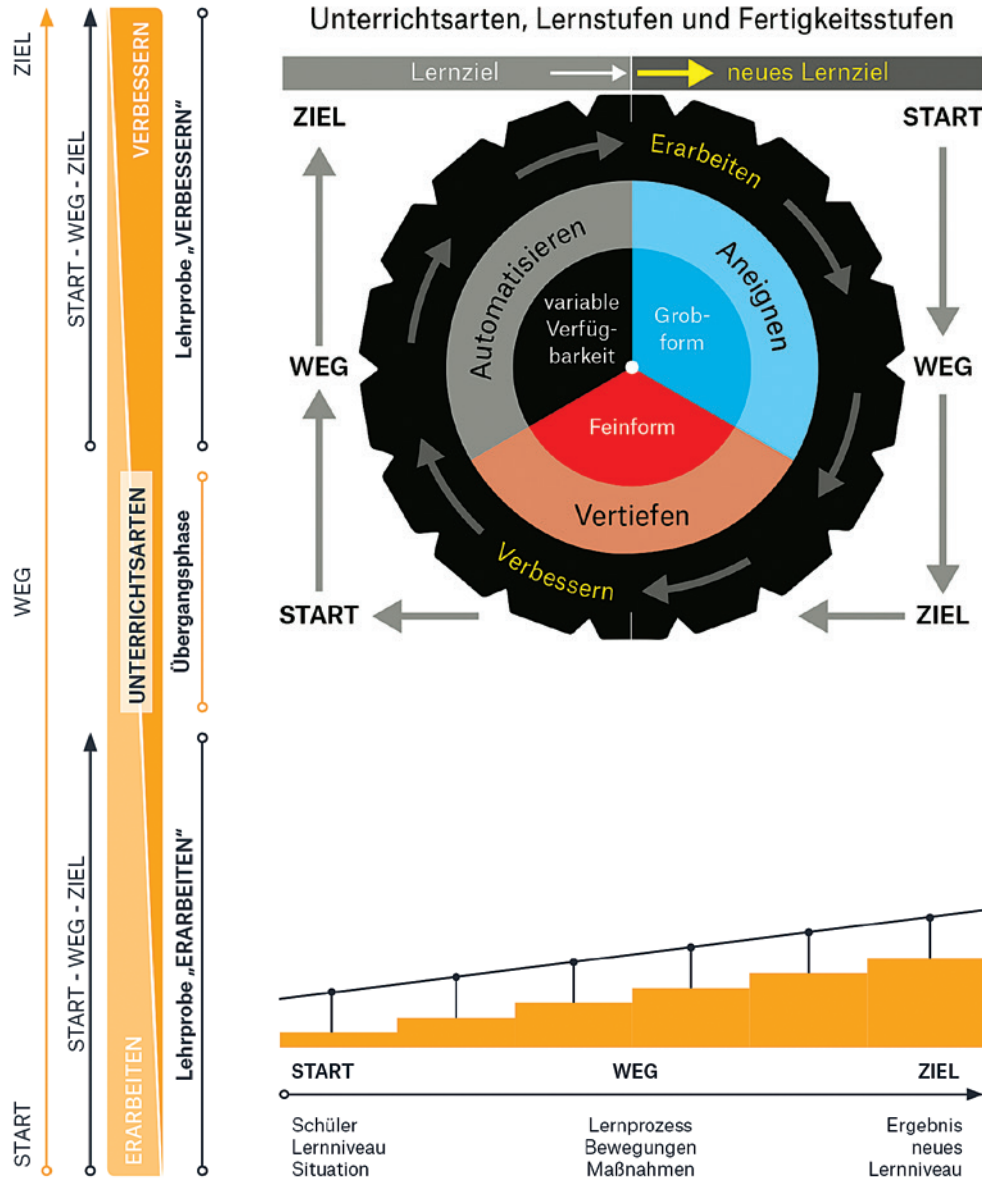 Unterrichtsarten, Lernstufen und Fertigkeitsstufen
Lernziel
neues Lernziel
ZIEL
WEG
START
START
WEG
ZIEL
Erarbeiten
Verbessern
Automatisieren
Aneignen
Vertiefen
variable
Verfüg-
barkeit
Grob-
form
Feinform
ZIEL
WEG
START
START - WEG - ZIEL
START - WEG-ZIEL
VERBESSERN
UNTERRICHTSARTEN
ERARBEITEN
Lehrprobe „VERBESSERN“
Übergangsphase
Lehrprobe „ERARBEITEN“
START
WEG
ZIEL
Schüler
Lernniveau
Situation
Lernprozess
Bewegungen
Maßnahmen
Ergebnis
neues
Lernniveau